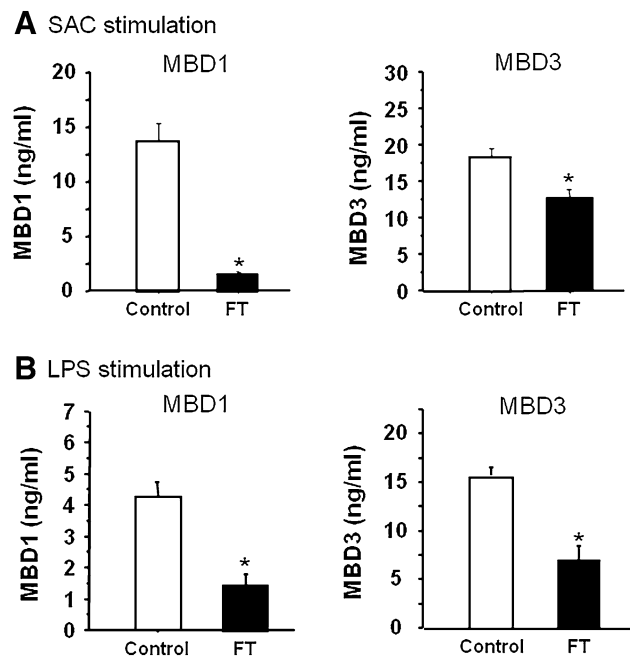 A SAC stimulation
MBD1
MBD1 (ng/ml)
20
15
10
5
0
*
Control FT
MBD3
MBD3 (ng/ml)
30
25
20
15
10
5
0
*
Control FT
B LPS stimulation
MBD1
MBD1 (ng/ml)
7
6
5
4
3
2
1
0
*
Control FT
MBD3
MBD3 (ng/ml)
20
15
10
5
0
*
Control FT